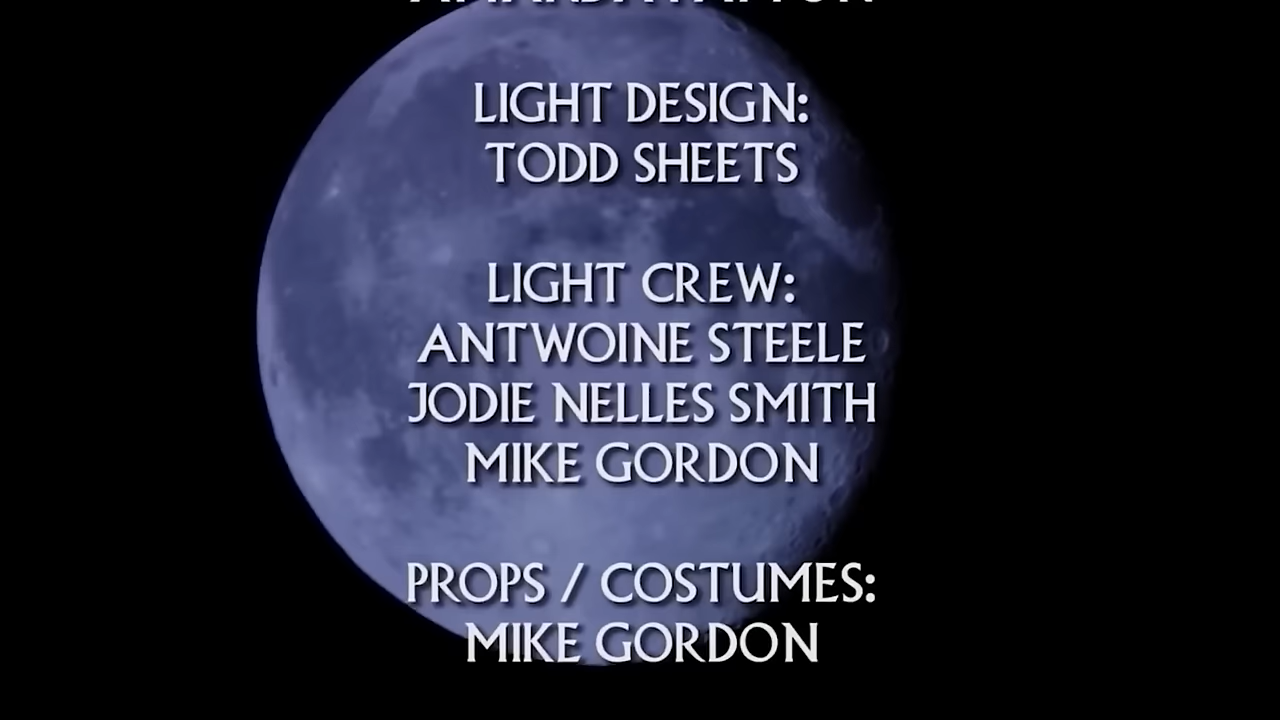 LIGHT DESIGN:
TODD SHEETS
LIGHT CREW:
ANTWOINE STEELE
JODIE NELLES SMITH
MIKE GORDON
PROPS / COSTUMES:
MIKE GORDON